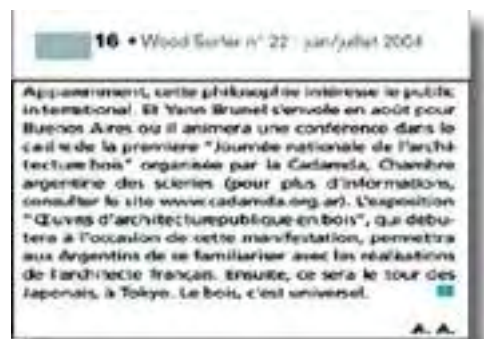 16 • Wood Surfer n° 22 - juin/juillet 2004
Apparemment, cette philosophie intéresse le public
international. Et Yann Brunel s'envole en août pour
Buenos Aires où il animera une conférence dans le
cadre de la première "Journée nationale de l'archi-
tecture bois" organisée par la Cadamda, Chambre
argentine des scieries (pour plus d'informations,
consulter le site www.cadamda.org.ar). L'exposition
"Œuvres d'architecture publique en bois", qui débu-
tera à l'occasion de cette manifestation, permettra
aux Argentins de se familiariser avec les réalisations
de l'architecte français. Ensuite, ce sera le tour des
Japonais, à Tokyo. Le bois, c'est universel.
A. A.